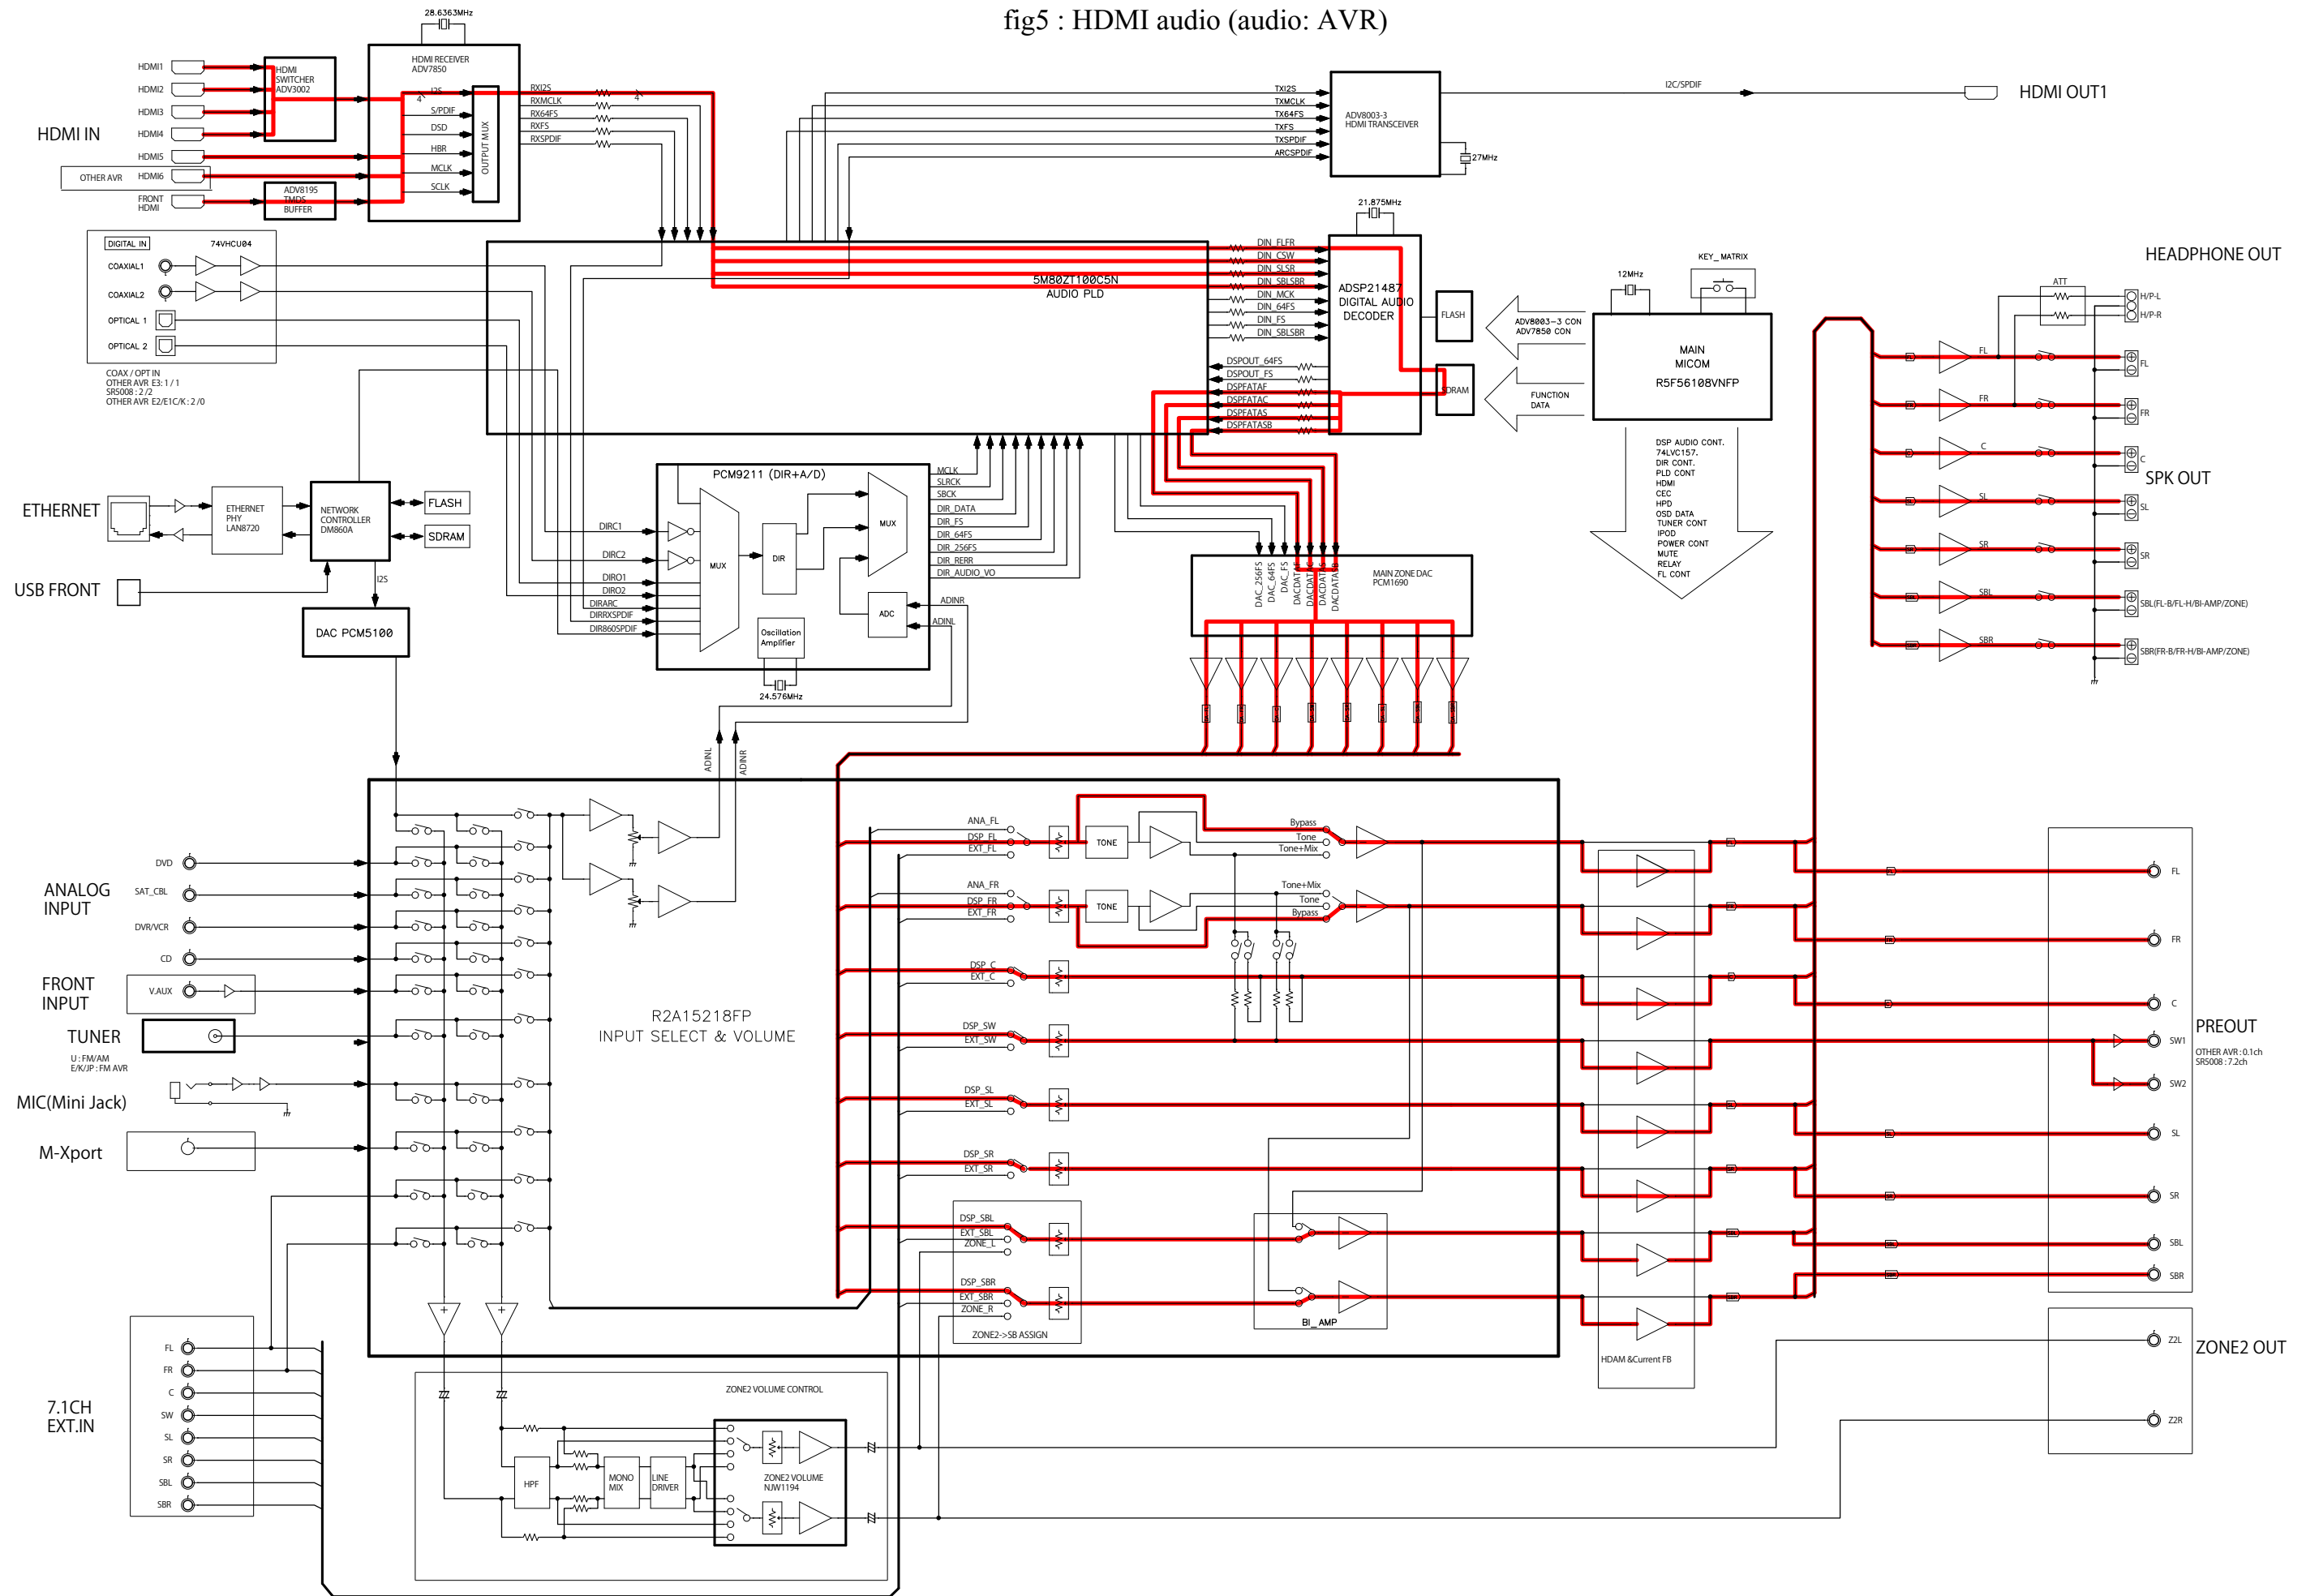 fig5 : HDMI audio (audio: AVR)
28.6363MHz
HDMI RECEIVER
ADV7850
HDMI IN
HDMI1
HDMI2
HDMI3
HDMI4
HDMI5
OTHER AVR
HDMI6
FRONT
HDMI
HDMI
SWITCHER
ADV3002
ADV8195
TMDS
BUFFER
I2S
4
S/PDIF
DSD
HBR
MCLK
SCLK
OUTPUT MUX
RXI2S
4
RXMCLK
RX64FS
RXFS
RXSPDIF
TXI2S
TXMCLK
TX64FS
TXFS
TXSPDIF
ARCSPDIF
ADV8003-3
HDMI TRANSCEIVER
27MHz
I2C/SPDIF
HDMI OUT1
DIGITAL IN
74VHCU04
COAXIAL1
COAXIAL2
OPTICAL 1
OPTICAL 2
COAX / OPT IN
OTHER AVR E3: 1 / 1
SR5008 : 2 /2
OTHER AVR E2/E1C/K : 2 /0
5M80ZT100C5N
AUDIO PLD
DIN_FLFR
DIN_CSW
DIN_SLSR
DIN_SBLSBR
DIN_MCK
DIN_64FS
DIN_FS
DIN_SBLSBR
DSPOUT_64FS
DSPOUT_FS
DSPFATAF
DSPFATAC
DSPFATAS
DSPFATASB
21.875MHz
ADSP21487
DIGITAL AUDIO
DECODER
FLASH
SDRAM
ADV8003-3 CON
ADV7850 CON
FUNCTION
DATA
12MHz
KEY_MATRIX
MAIN
MICOM
R5F56108VNFP
DSP AUDIO CONT.
74LVC157.
DIR CONT.
PLD CONT
HDMI
CEC
HPD
OSD DATA
TUNER CONT
IPOD
POWER CONT
MUTE
RELAY
FL CONT
HEADPHONE OUT
ATT
H/P-L
H/P-R
FL
FL
FR
FR
C
C
SPK OUT
SL
SL
SR
SR
SBL
SBL(FL-B/FL-H/BI-AMP/ZONE)
SBR
SBR(FR-B/FR-H/BI-AMP/ZONE)
ETHERNET
ETHERNET
PHY
LAN8720
NETWORK
CONTROLLER
DM860A
FLASH
SDRAM
USB FRONT
I2S
DAC PCM5100
PCM9211 (DIR+A/D)
DIRC1
DIRC2
DIRO1
DIRO2
DIRARC
DIRRXSPDIF
DIR860SPDIF
MUX
DIR
MUX
ADC
Oscillation
Amplifier
24.576MHz
MCLK
SLRCK
SBCK
DIR_DATA
DIR_FS
DIR_64FS
DIR_256FS
DIR_RERR
DIR_AUDIO_VO
ADINR
ADINL
ADINL
ADINR
DAC_256FS
DAC_64FS
DAC_FS
DACDATAF
DACDATAC
DACDATAS
DACDATASB
MAIN ZONE DAC
PCM1690
ANALOG
INPUT
DVD
SAT_CBL
DVR/VCR
CD
FRONT
INPUT
V.AUX
TUNER
U : FM/AM
E/K/JP : FM AVR
MIC(Mini Jack)
M-Xport
R2A15218FP
INPUT SELECT & VOLUME
ANA_FL
DSP_FL
EXT_FL
TONE
Bypass
Tone
Tone+Mix
ANA_FR
DSP_FR
EXT_FR
TONE
Tone+Mix
Tone
Bypass
DSP_C
EXT_C
DSP_SW
EXT_SW
DSP_SL
EXT_SL
DSP_SR
EXT_SR
DSP_SBL
EXT_SBL
ZONE_L
DSP_SBR
EXT_SBR
ZONE_R
ZONE2->SB ASSIGN
BI_AMP
HDAM &Current FB
FL
FR
C
SW1
SW2
SL
SR
SBL
SBR
PREOUT
OTHER AVR : 0.1ch
SR5008 : 7.2ch
Z2L
Z2R
ZONE2 OUT
7.1CH
EXT.IN
FL
FR
C
SW
SL
SR
SBL
SBR
ZONE2 VOLUME CONTROL
HPF
MONO
MIX
LINE
DRIVER
ZONE2 VOLUME
NJW1194